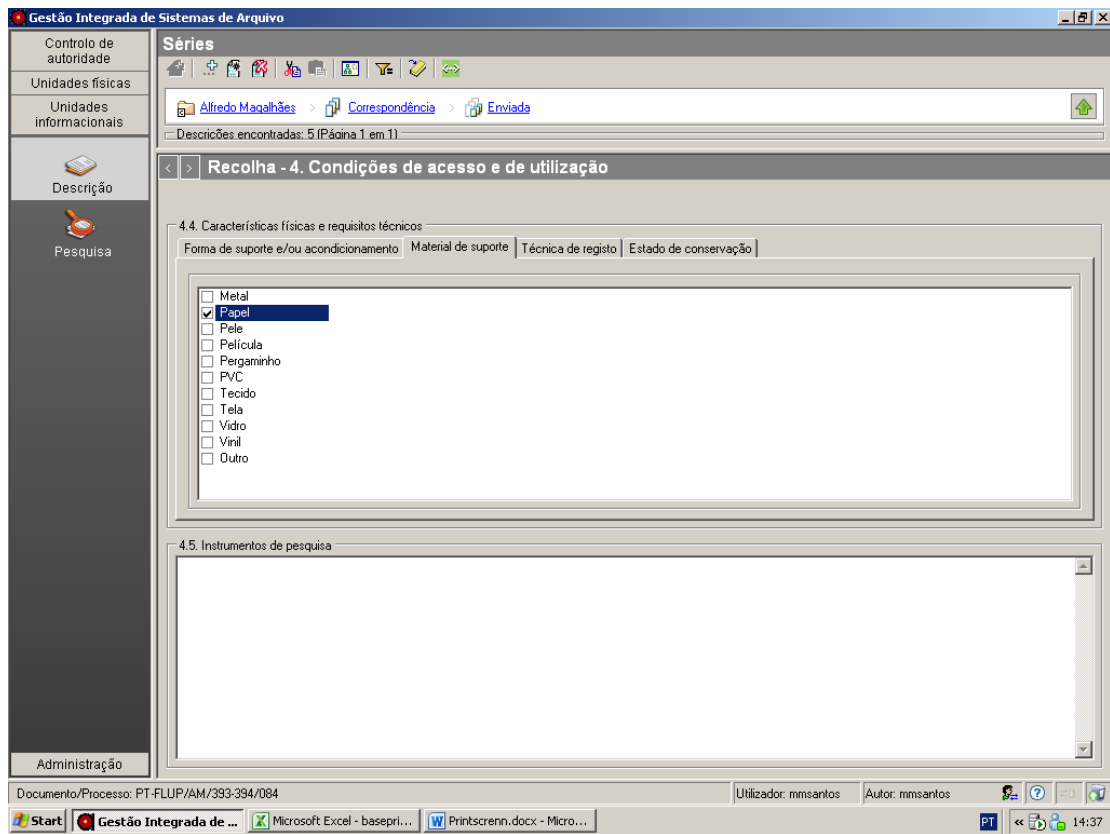 Gestão Integrada de Sistemas de Arquivo
Controlo de
autoridade
Unidades físicas
Unidades
informacionais
Descrição
Pesquisa
Administração
Séries
Alfredo Magalhães > Correspondência > Enviada
Descrições encontradas: 5 (Página 1 em 1)
< > Recolha - 4. Condições de acesso e de utilização
4.4. Características físicas e requisitos técnicos
Forma de suporte e/ou acondicionamento Material de suporte Técnica de registo Estado de conservação
Metal
Papel
Pele
Película
Pergaminho
PVC
Tecido
Tela
Vidro
Vinil
Outro
4.5. Instrumentos de pesquisa
Documento/Processo: PT-FLUP/AM/393-394/084 Utilizador: mmsantos Autor: mmsantos
Start Gestão Integrada de ... Microsoft Excel - basepri... Printscrenn.docx - Micro... PT « 14:37